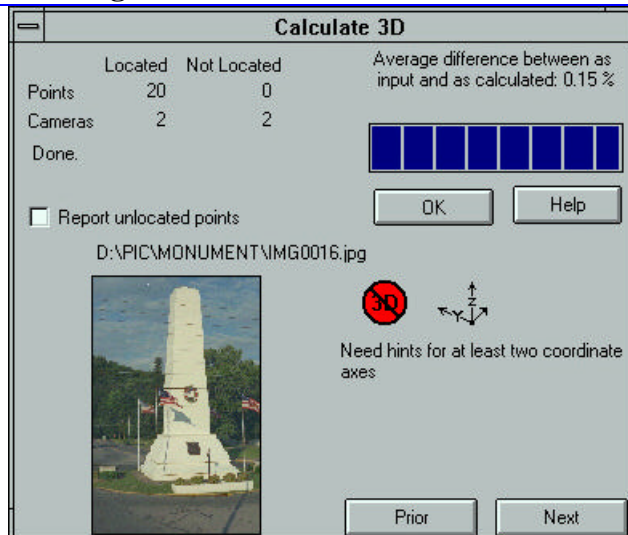 Calculate 3D
Located Not Located
Points 20 0
Cameras 2 2
Done.
Average difference between as
input and as calculated: 0.15 %
OK Help
Report unlocated points
D:\PIC\MONUMENT\IMG0016.jpg
3D
Z
Y
Need hints for at least two coordinate
axes
Prior Next